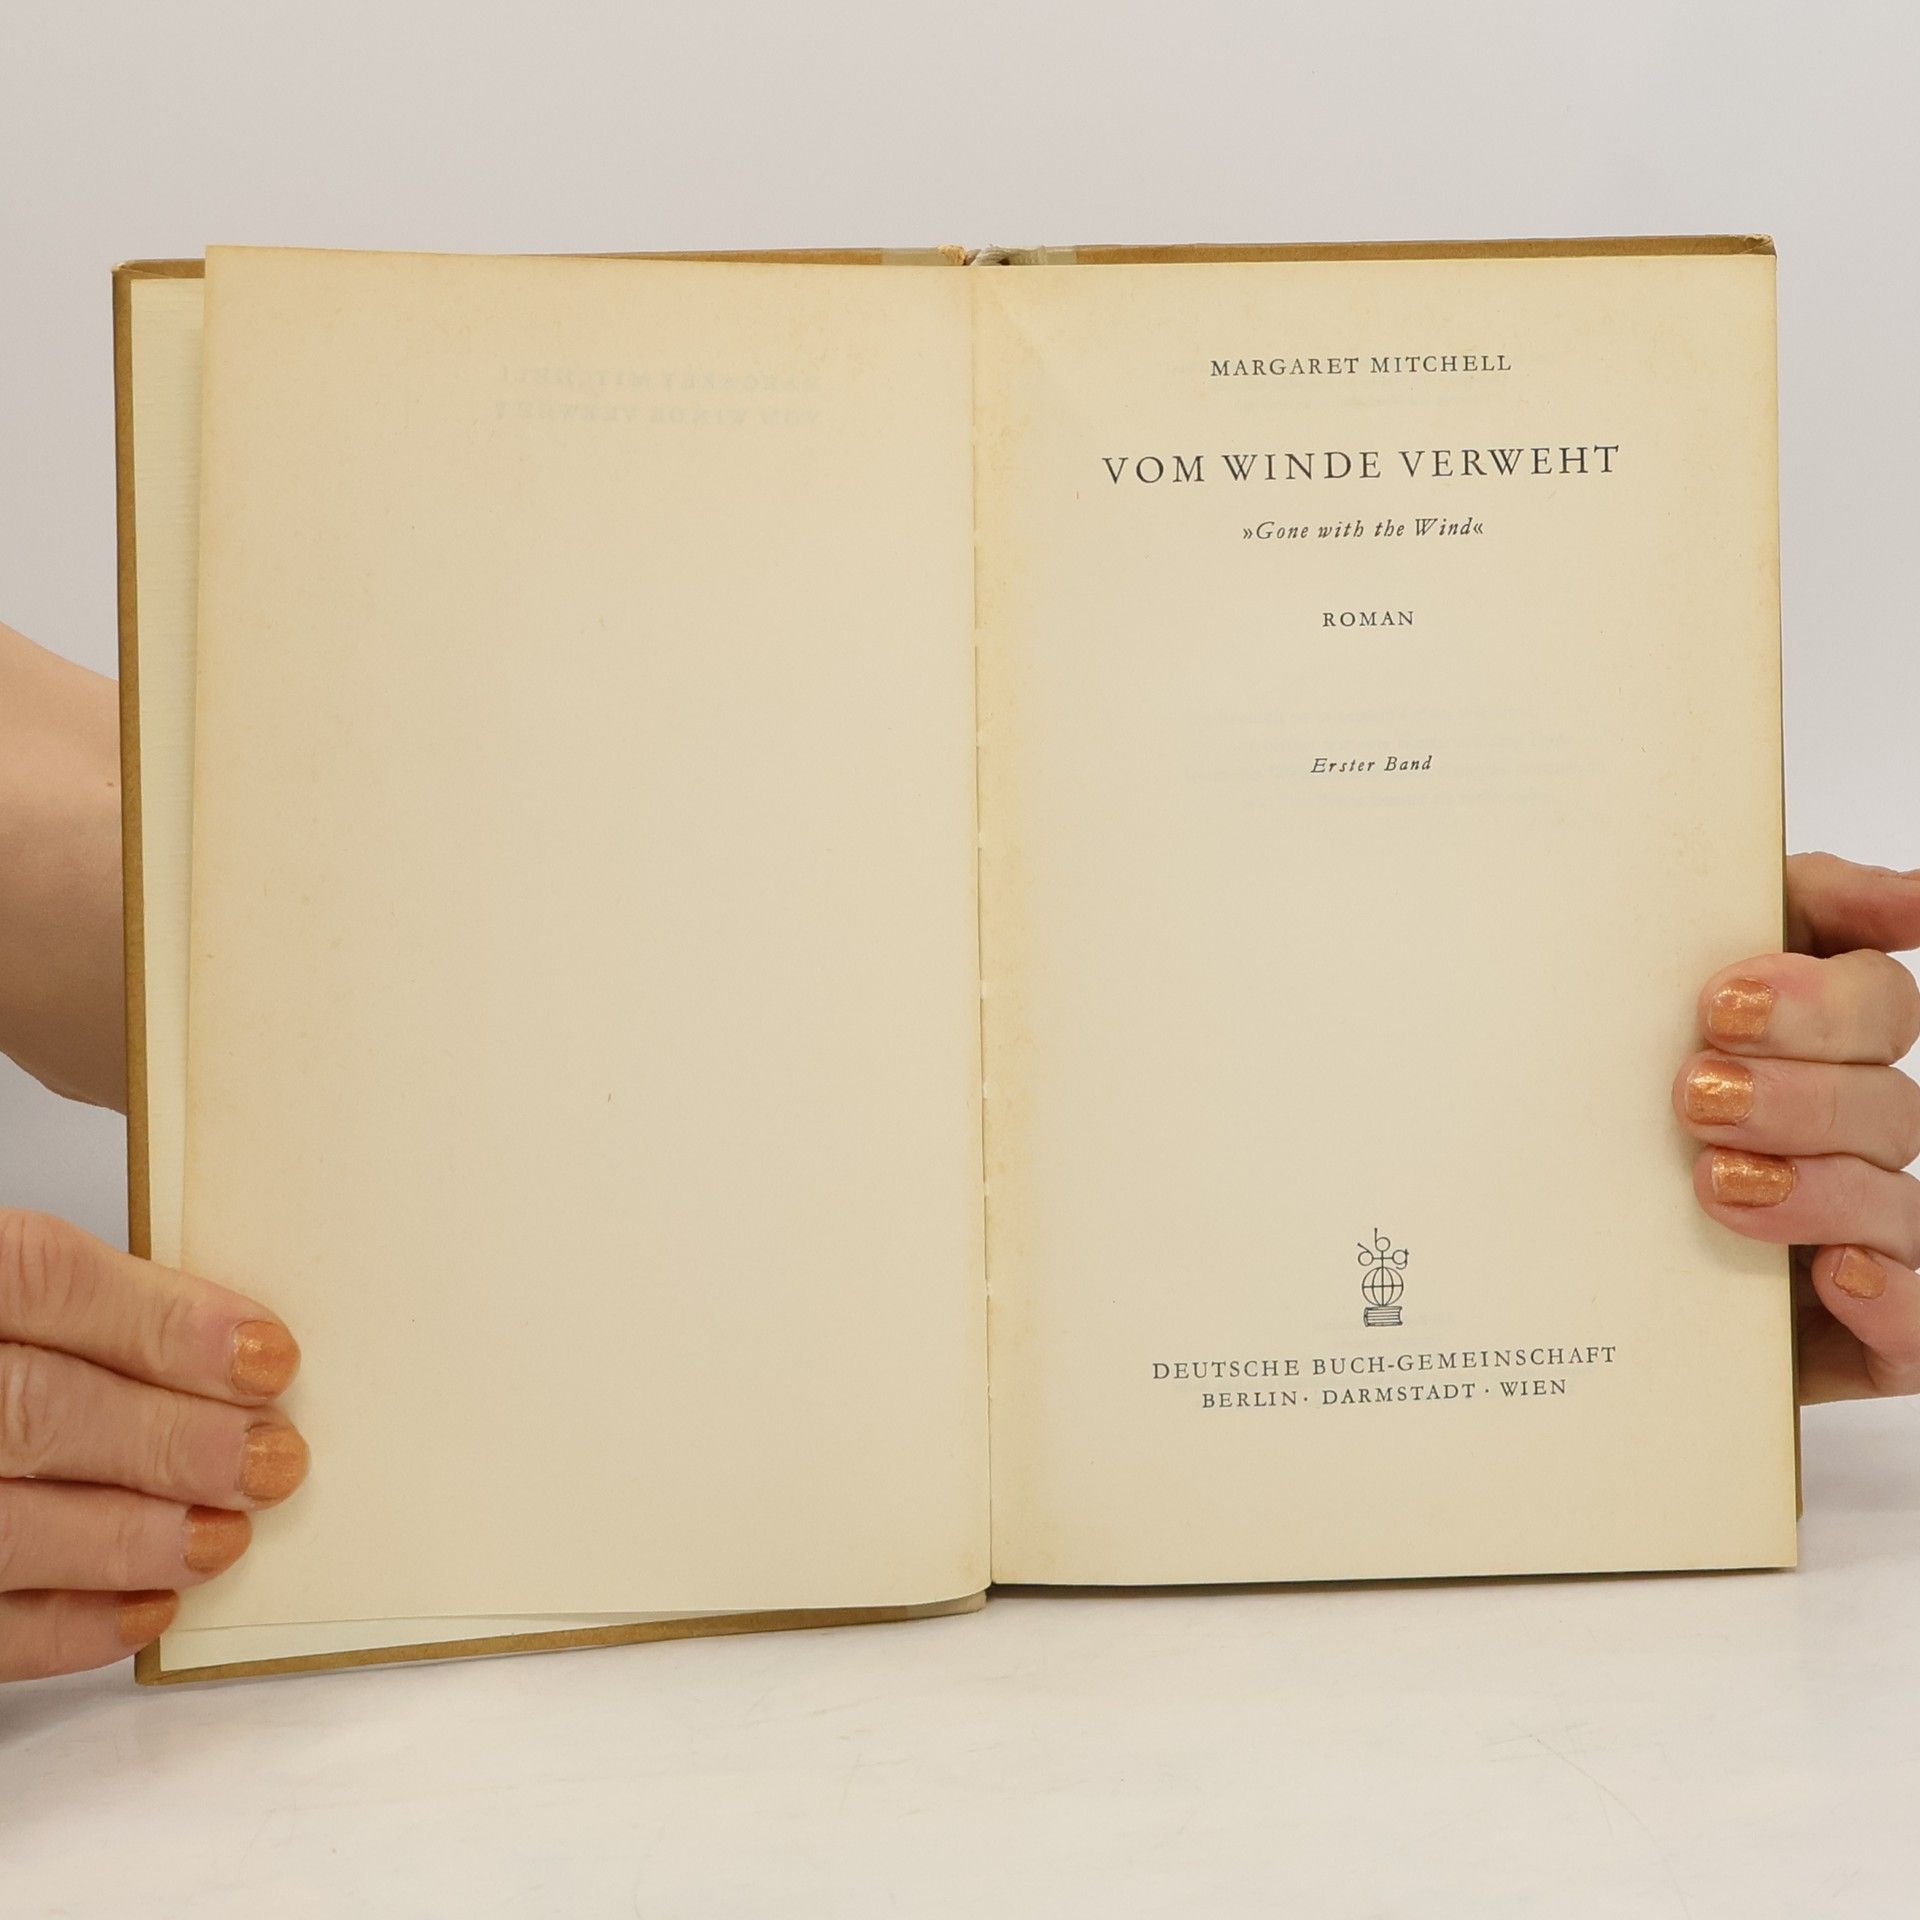 MARGARET MITCHELL
VOM WINDE VERWEHT
»Gone with the Wind«
ROMAN
Erster Band
dbg
DEUTSCHE BUCH-GEMEINSCHAFT
BERLIN · DARMSTADT · WIEN